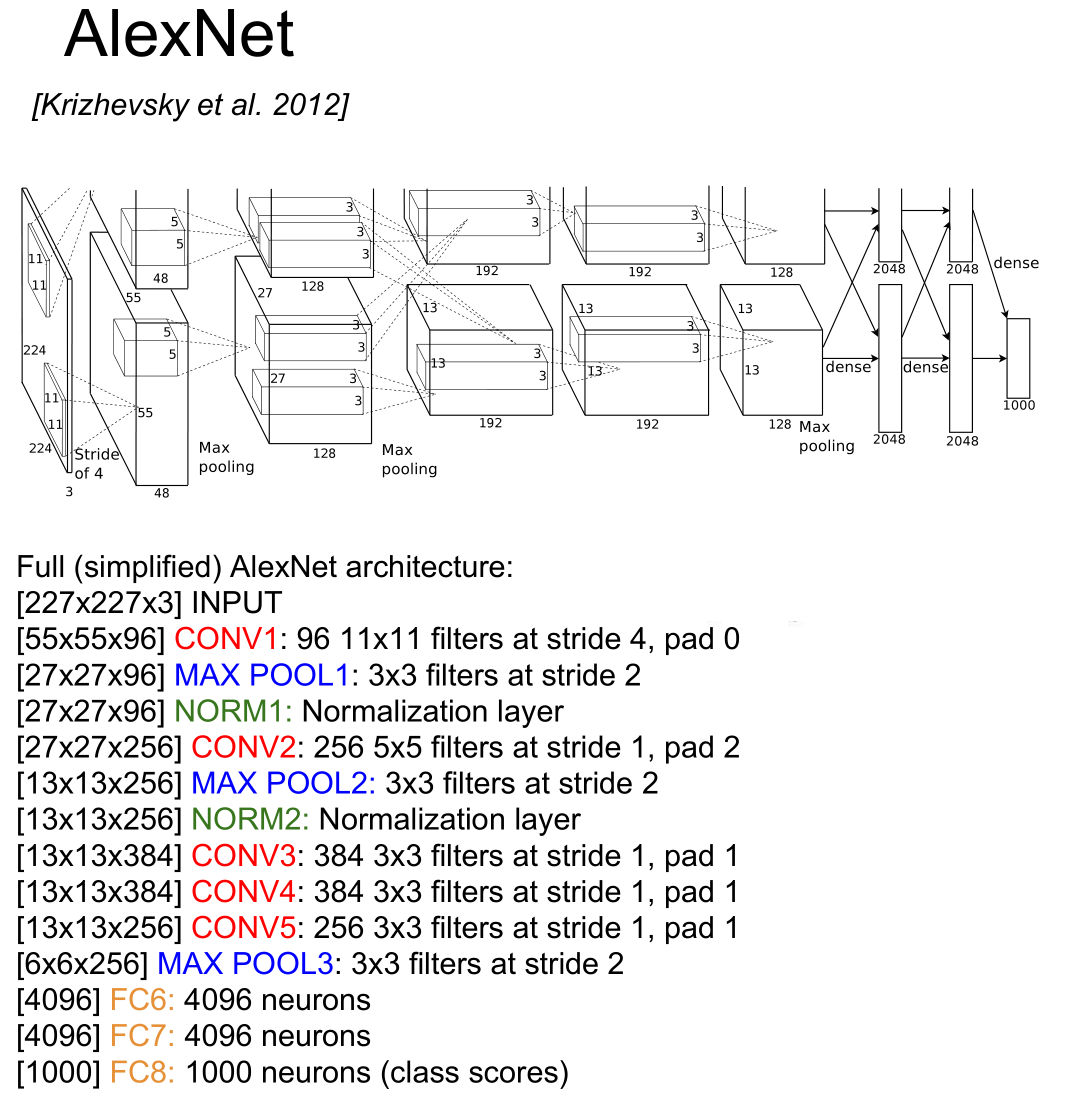 AlexNet
[Krizhevsky et al. 2012]
3
5
3
3
3
11
5
3
3
3
11
48
55
128
27
192
192
128
2048
2048
dense
224
5
5
3
3
13
13
13
3
3
11
11
55
27
3
3
13
3
3
13
13
dense
dense
1000
224
Stride
of 4
Max
pooling
128
Max
pooling
192
192
128
Max
pooling
2048
2048
3
48
Full (simplified) AlexNet architecture:
[227x227x3] INPUT
[55x55x96] CONV1: 96 11x11 filters at stride 4, pad 0
[27x27x96] MAX POOL1: 3x3 filters at stride 2
[27x27x96] NORM1: Normalization layer
[27x27x256] CONV2: 256 5x5 filters at stride 1, pad 2
[13x13x256] MAX POOL2: 3x3 filters at stride 2
[13x13x256] NORM2: Normalization layer
[13x13x384] CONV3: 384 3x3 filters at stride 1, pad 1
[13x13x384] CONV4: 384 3x3 filters at stride 1, pad 1
[13x13x256] CONV5: 256 3x3 filters at stride 1, pad 1
[6x6x256] MAX POOL3: 3x3 filters at stride 2
[4096] FC6: 4096 neurons
[4096] FC7: 4096 neurons
[1000] FC8: 1000 neurons (class scores)